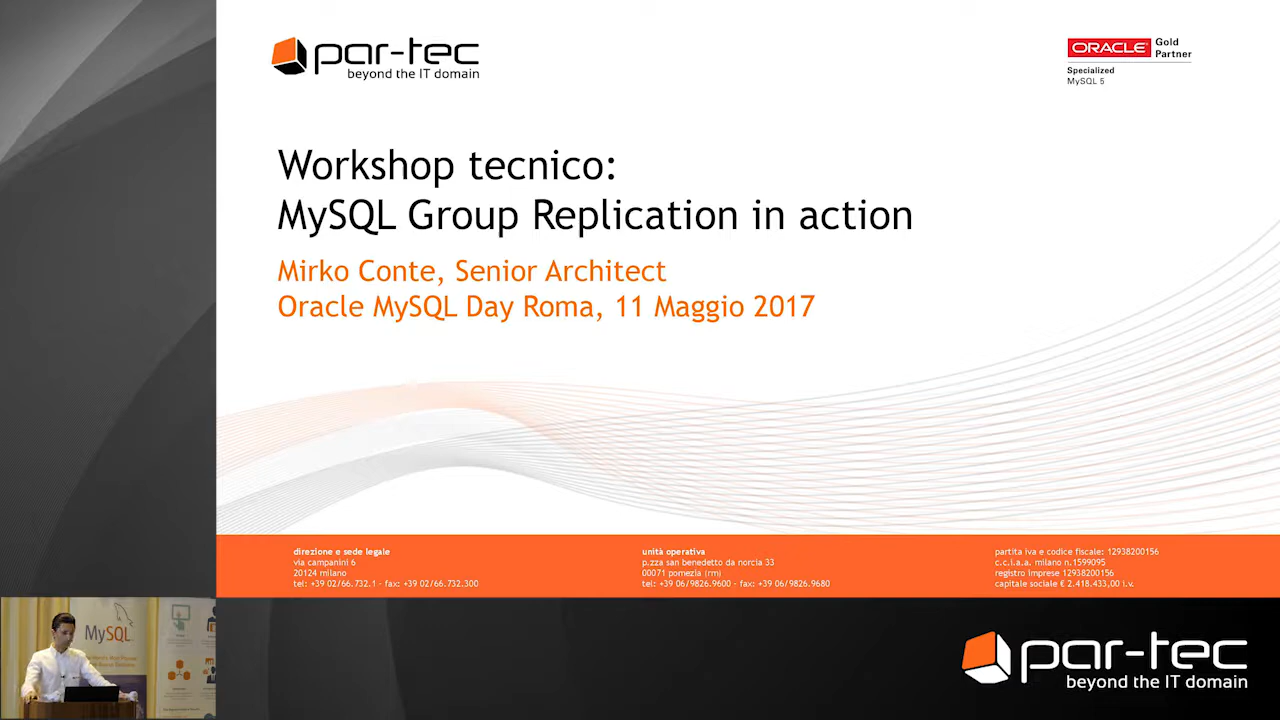 par-tec
beyond the IT domain
ORACLE Gold
Partner
Specialized
MySQL 5
Workshop tecnico:
MySQL Group Replication in action
Mirko Conte, Senior Architect
Oracle MySQL Day Roma, 11 Maggio 2017
direzione e sede legale
via campanini 6
20124 milano
tel: +39 02/66.732.1 - fax: +39 02/66.732.300
unità operativa
p.zza san benedetto da norcia 33
00071 pomezia (rm)
tel: +39 06/9826.9600 - fax: +39 06/9826.9680
partita iva e codice fiscale: 12938200156
c.c.i.a.a. milano n.1599095
registro imprese 12938200156
capitale sociale € 2.418.433,00 i.v.
MySQL
par-tec
beyond the IT domain